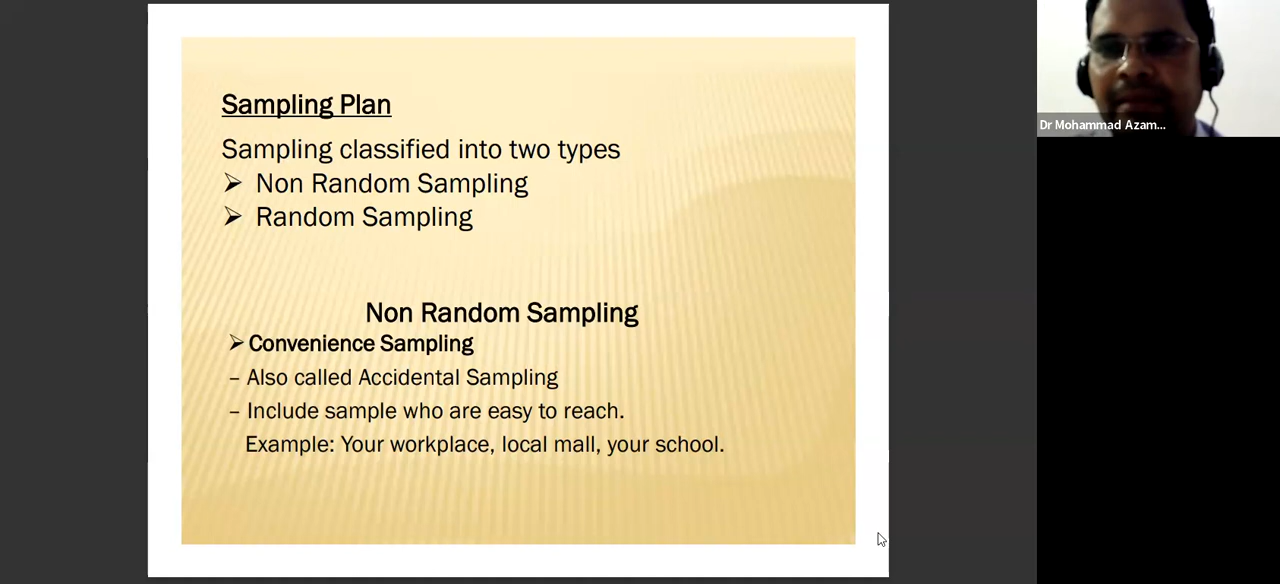 Sampling Plan
Sampling classified into two types
➢ Non Random Sampling
➢ Random Sampling
Non Random Sampling
➢ Convenience Sampling
– Also called Accidental Sampling
– Include sample who are easy to reach.
Example: Your workplace, local mall, your school.
Dr Mohammad Azam...